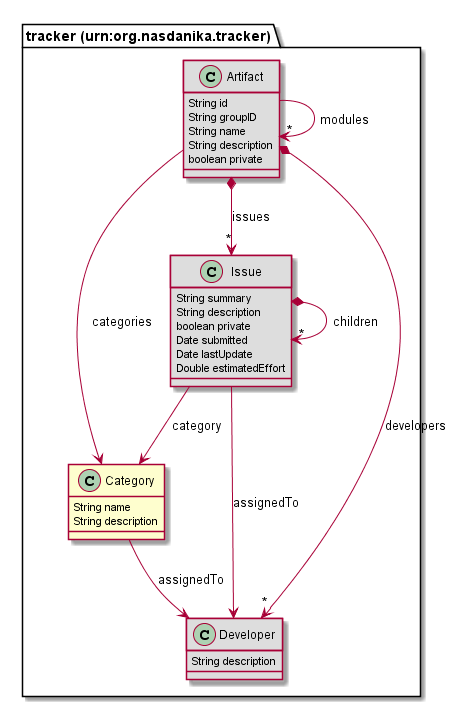 tracker (urn:org.nasdanika.tracker)
C Artifact
String id
String groupID
String name
String description
boolean private
*
modules
issues
*
C Issue
String summary
String description
boolean private
Date submitted
Date lastUpdate
Double estimatedEffort
*
children
categories
category
developers
C Category
String name
String description
assignedTo
assignedTo
*
C Developer
String description